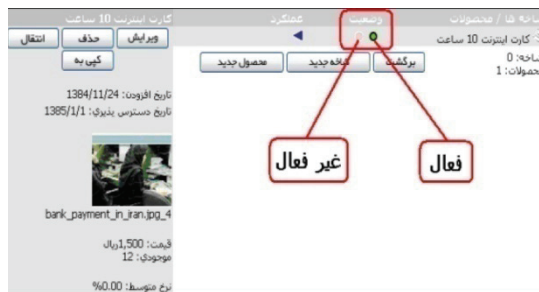 شاخه ها / محصولات وضعیت عملکرد
کارت اینترنت 10 ساعت
شاخه: 0
محصولات: 1
برگشت شاخه جدید محصول جدید
فعال
غیر فعال
کارت اینترنت 10 ساعت
ویرایش حذف انتقال
کپی به
تاریخ افزودن: 1384/11/24
تاریخ دسترس پذیری: 1385/1/1
bank_payment_in_iran.jpg_4
قیمت: 1,500ریال
موجودی: 12
نرخ متوسط: 0.00%